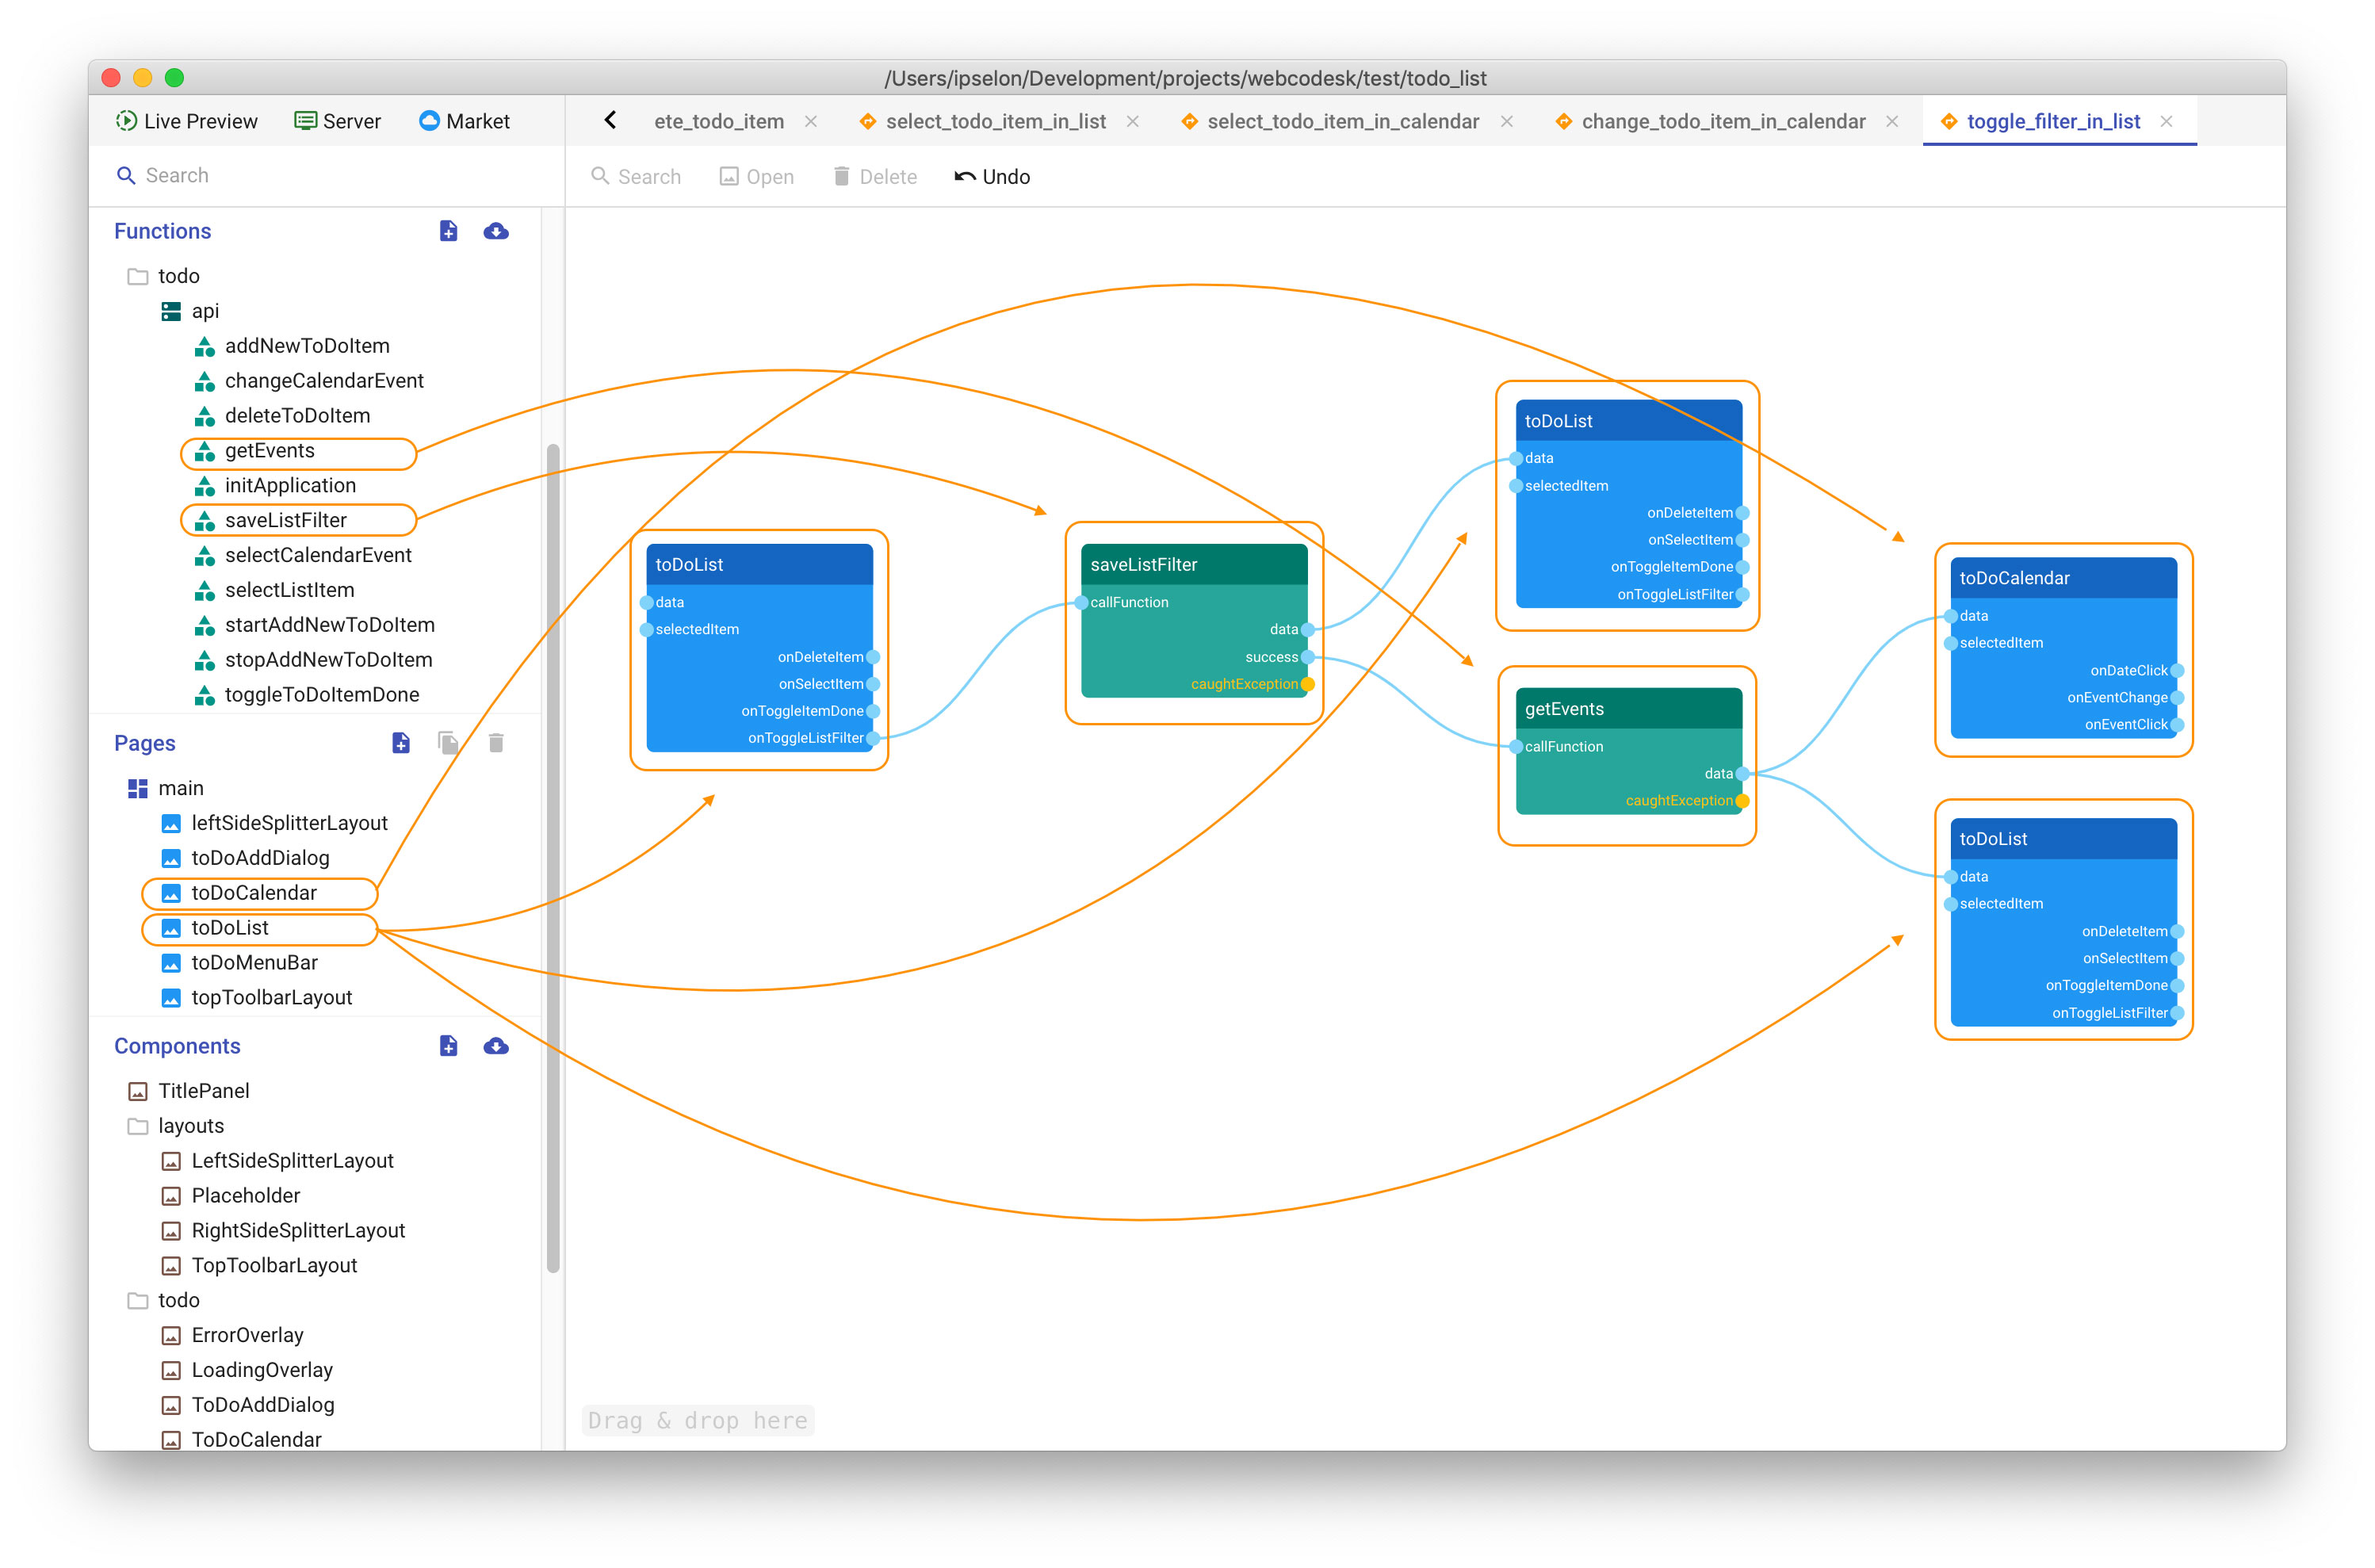 /Users/ipselon/Development/projects/webcodesk/test/todo_list
Live Preview Server Market
ete_todo_item select_todo_item_in_list select_todo_item_in_calendar change_todo_item_in_calendar toggle_filter_in_list
Search
Search Open Delete Undo
Functions
todo
api
addNewToDoItem
changeCalendarEvent
deleteToDoItem
getEvents
initApplication
saveListFilter
selectCalendarEvent
selectListItem
startAddNewToDoItem
stopAddNewToDoItem
toggleToDoItemDone
Pages
main
leftSideSplitterLayout
toDoAddDialog
toDoCalendar
toDoList
toDoMenuBar
topToolbarLayout
Components
TitlePanel
layouts
LeftSideSplitterLayout
Placeholder
RightSideSplitterLayout
TopToolbarLayout
todo
ErrorOverlay
LoadingOverlay
ToDoAddDialog
ToDoCalendar
toDoList
data
selectedItem
onDeleteItem
onSelectItem
onToggleItemDone
onToggleListFilter
saveListFilter
callFunction
data
success
caughtException
toDoList
data
selectedItem
onDeleteItem
onSelectItem
onToggleItemDone
onToggleListFilter
getEvents
callFunction
data
caughtException
toDoCalendar
data
selectedItem
onDateClick
onEventChange
onEventClick
toDoList
data
selectedItem
onDeleteItem
onSelectItem
onToggleItemDone
onToggleListFilter
Drag & drop here